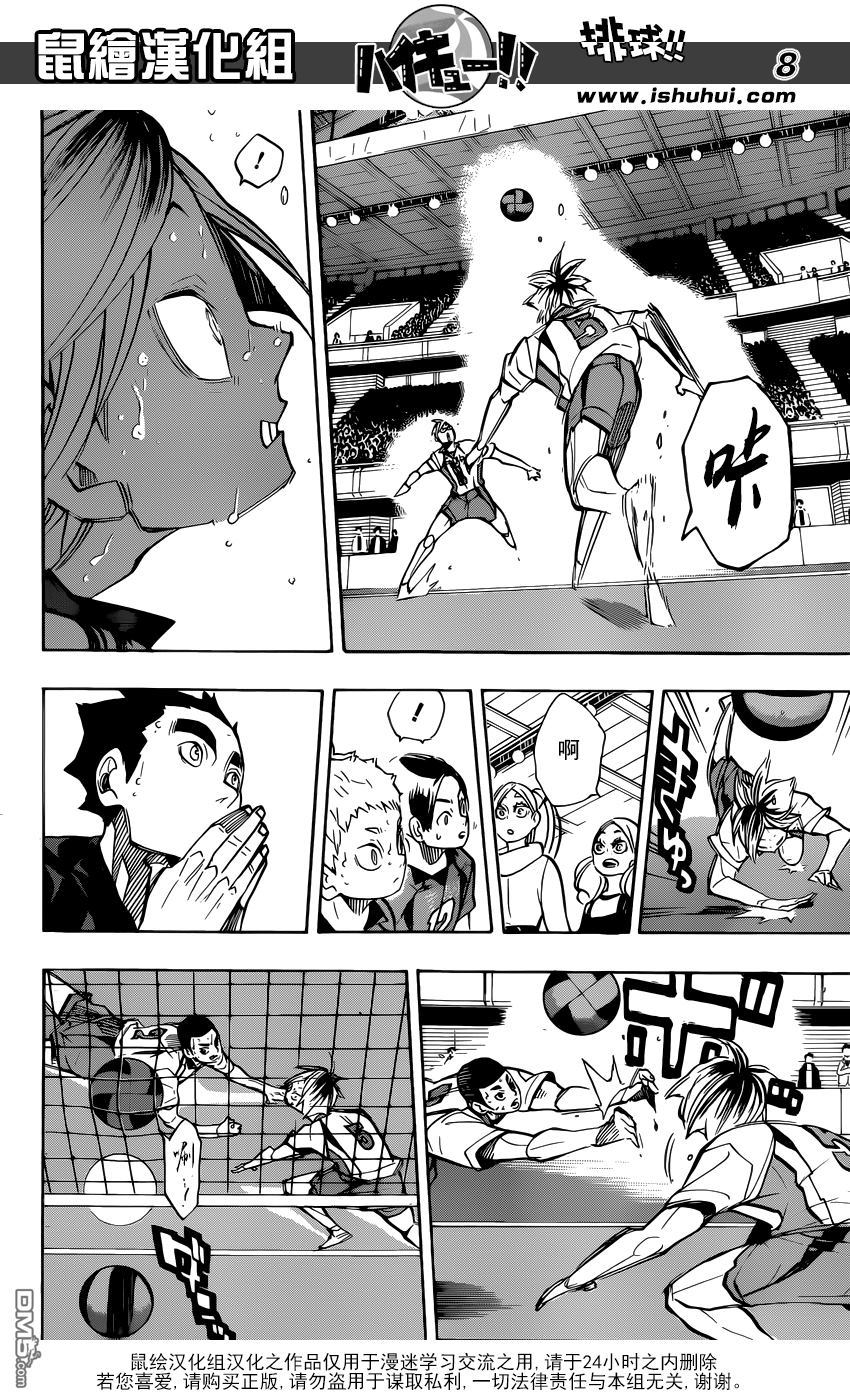 鼠繪漢化組
ハイキュー!!
排球!!
8
www.ishuhui.com
咔
!
啊
!
唰…
鼠绘汉化组汉化之作品仅用于漫迷学习交流之用, 请于24小时之内删除
若您喜爱, 请购买正版, 请勿盗用于谋取私利, 一切法律责任与本组无关, 谢谢。
DM5.com